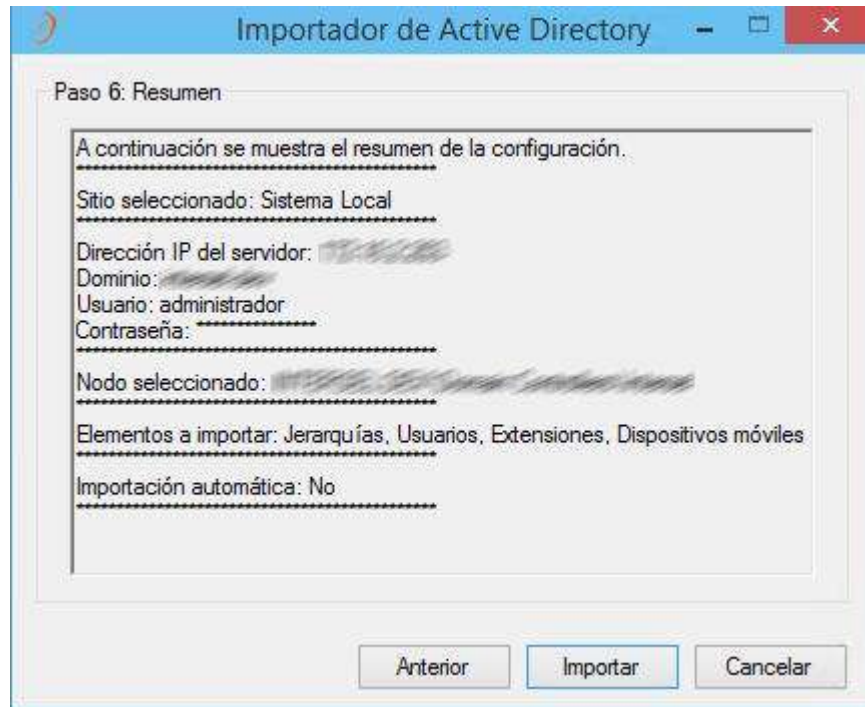 Importador de Active Directory
Paso 6: Resumen
A continuación se muestra el resumen de la configuración.
*********************************************
Sitio seleccionado: Sistema Local
*********************************************
Dirección IP del servidor:
Dominio:
Usuario: administrador
Contraseña: ***************
*********************************************
Nodo seleccionado:
*********************************************
Elementos a importar: Jerarquías, Usuarios, Extensiones, Dispositivos móviles
*********************************************
Importación automática: No
*********************************************
Anterior
Importar
Cancelar